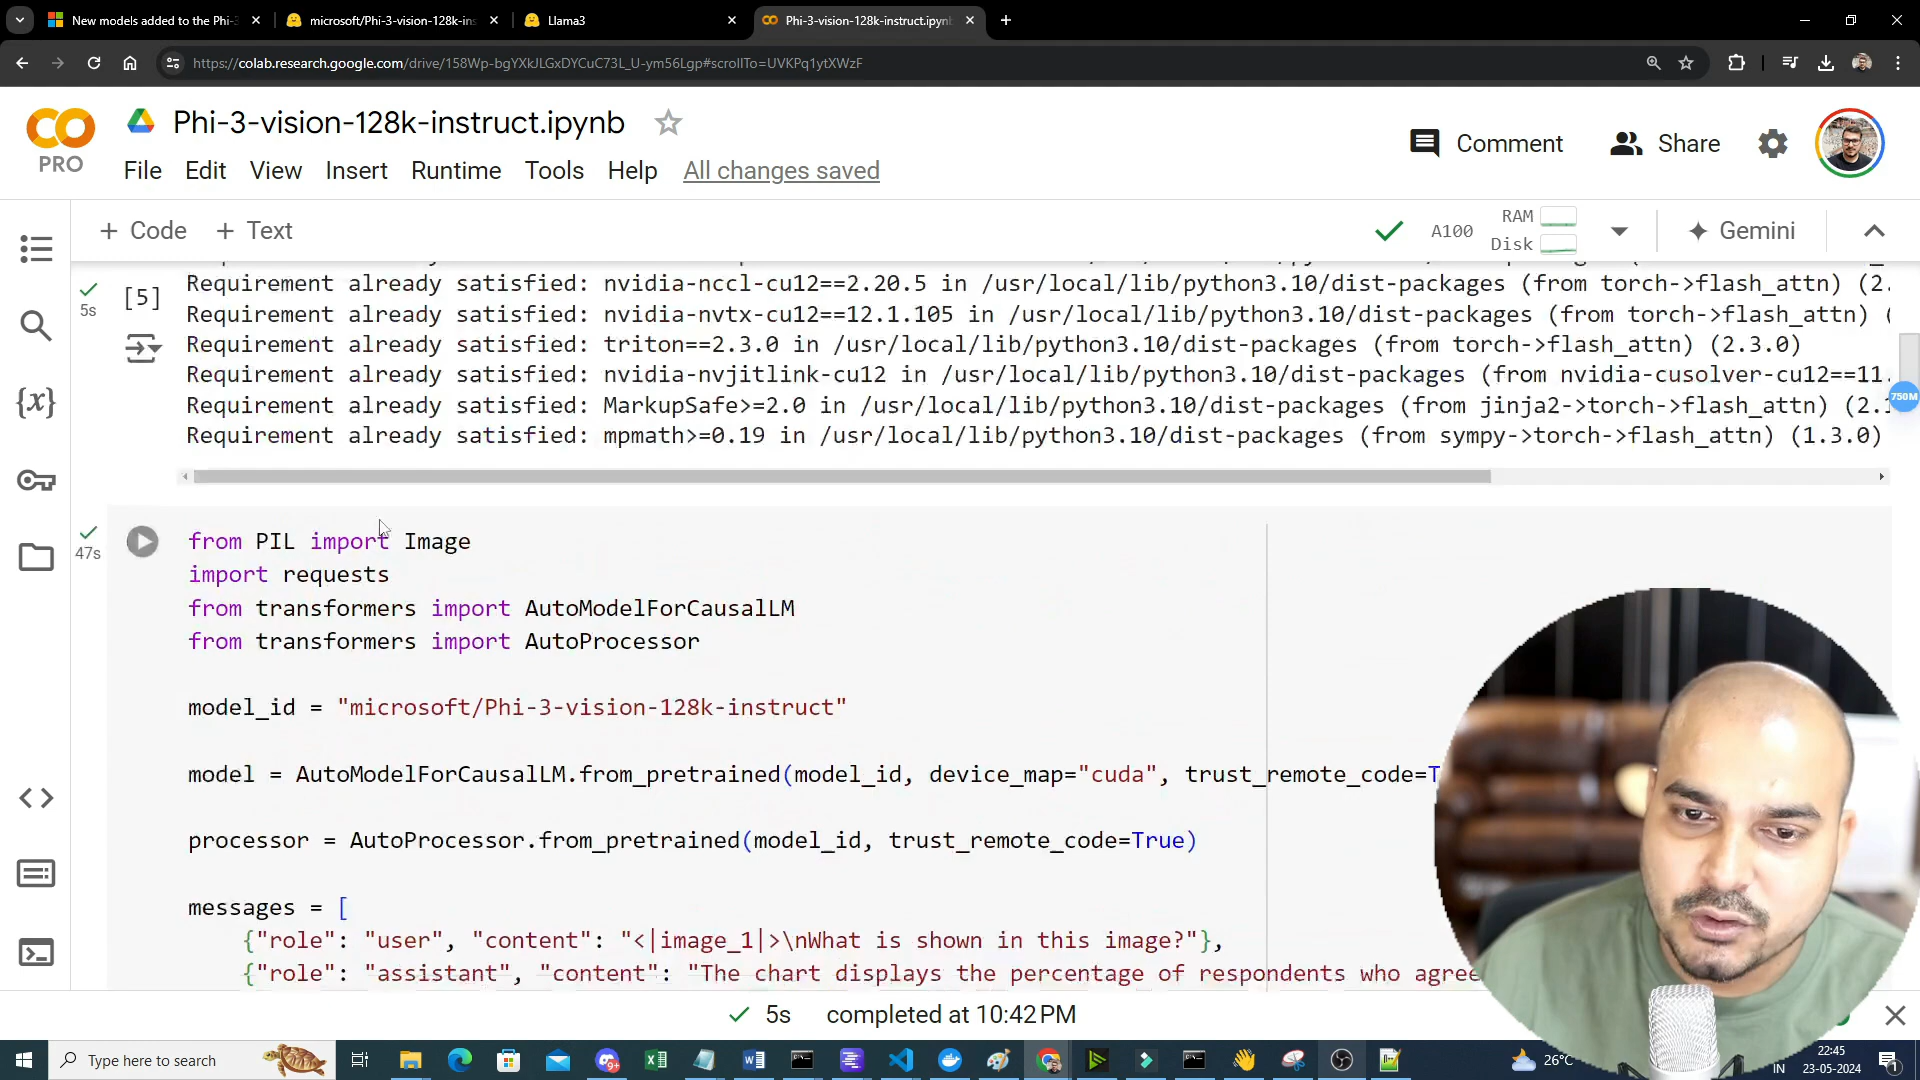 New models added to the Phi-3
microsoft/Phi-3-vision-128k-ins
Llama3
Phi-3-vision-128k-instruct.ipynb
https://colab.research.google.com/drive/158Wp-bgYXkJLGxDYCuC73L_U-ym56Lgp#scrollTo=UVKPq1ytXWzF
CO
PRO
Phi-3-vision-128k-instruct.ipynb
Comment
Share
File Edit View Insert Runtime Tools Help All changes saved
+ Code + Text
A100
RAM
Disk
Gemini
[5]
5s
Requirement already satisfied: nvidia-nccl-cu12==2.20.5 in /usr/local/lib/python3.10/dist-packages (from torch->flash_attn) (2.
Requirement already satisfied: nvidia-nvtx-cu12==12.1.105 in /usr/local/lib/python3.10/dist-packages (from torch->flash_attn) (
Requirement already satisfied: triton==2.3.0 in /usr/local/lib/python3.10/dist-packages (from torch->flash_attn) (2.3.0)
Requirement already satisfied: nvidia-nvjitlink-cu12 in /usr/local/lib/python3.10/dist-packages (from nvidia-cusolver-cu12==11.
Requirement already satisfied: MarkupSafe>=2.0 in /usr/local/lib/python3.10/dist-packages (from jinja2->torch->flash_attn) (2.1
Requirement already satisfied: mpmath>=0.19 in /usr/local/lib/python3.10/dist-packages (from sympy->torch->flash_attn) (1.3.0)
750M
47s
from PIL import Image
import requests
from transformers import AutoModelForCausalLM
from transformers import AutoProcessor
model_id = "microsoft/Phi-3-vision-128k-instruct"
model = AutoModelForCausalLM.from_pretrained(model_id, device_map="cuda", trust_remote_code=T
processor = AutoProcessor.from_pretrained(model_id, trust_remote_code=True)
messages = [
{"role": "user", "content": "<|image_1|>\nWhat is shown in this image?"},
{"role": "assistant", "content": "The chart displays the percentage of respondents who agree
5s completed at 10:42 PM
Type here to search
26°C
IN
22:45
23-05-2024
1